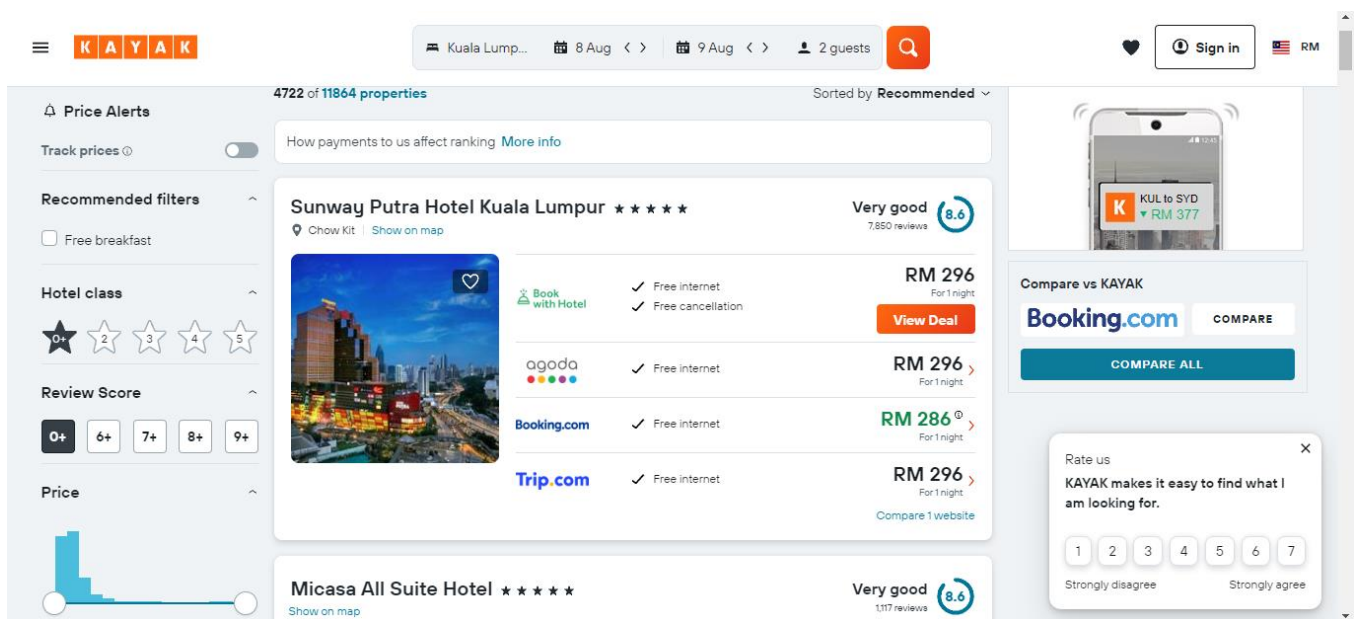 KAYAK
Kuala Lump...
8 Aug
9 Aug
2 guests
Sign in
RM
Price Alerts
Track prices
Recommended filters
Free breakfast
Hotel class
0+ 2 3 4 5
Review Score
0+ 6+ 7+ 8+ 9+
Price
4722 of 11864 properties
Sorted by Recommended
How payments to us affect ranking More info
Sunway Putra Hotel Kuala Lumpur
Chow Kit Show on map
Very good 8.6
7,850 reviews
Book with Hotel
Free internet
Free cancellation
RM 296
For 1 night
View Deal
agoda
Free internet
RM 296
For 1 night
Booking.com
Free internet
RM 286
For 1 night
Trip.com
Free internet
RM 296
For 1 night
Compare 1 website
Micasa All Suite Hotel
Show on map
Very good 8.6
1,117 reviews
12:45
K
KUL to SYD
RM 377
Compare vs KAYAK
Booking.com COMPARE
COMPARE ALL
Rate us
KAYAK makes it easy to find what I
am looking for.
1 2 3 4 5 6 7
Strongly disagree Strongly agree